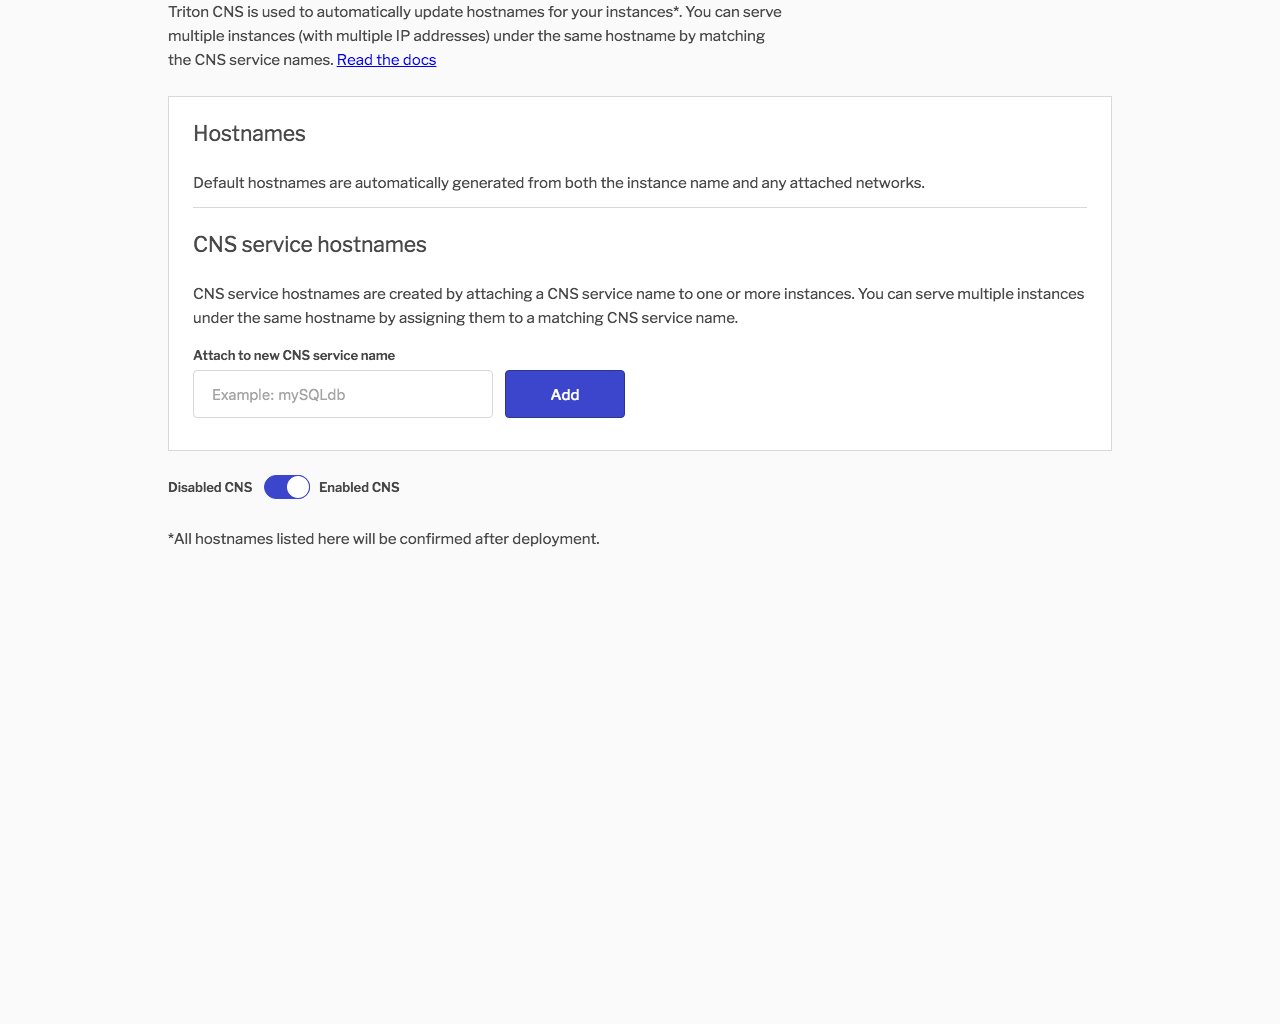 Triton CNS is used to automatically update hostnames for your instances*. You can serve
multiple instances (with multiple IP addresses) under the same hostname by matching
the CNS service names. Read the docs
Hostnames
Default hostnames are automatically generated from both the instance name and any attached networks.
CNS service hostnames
CNS service hostnames are created by attaching a CNS service name to one or more instances. You can serve multiple instances
under the same hostname by assigning them to a matching CNS service name.
Attach to new CNS service name
Example: mySQLdb
Add
Disabled CNS
Enabled CNS
*All hostnames listed here will be confirmed after deployment.